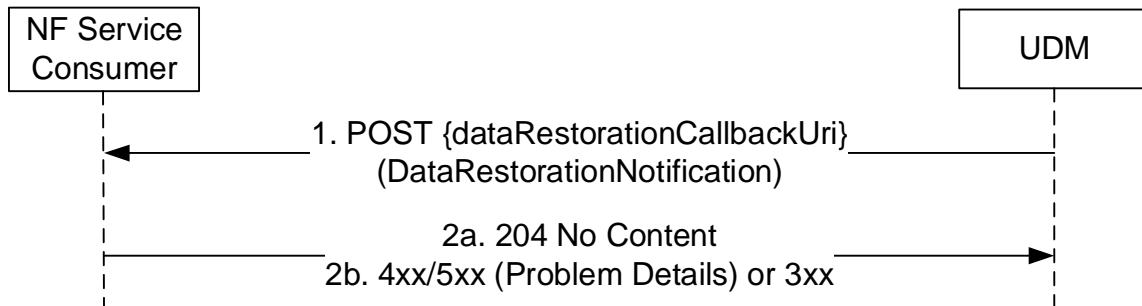 NF Service
Consumer
UDM
1. POST {dataRestorationCallbackUri}
(DataRestorationNotification)
2a. 204 No Content
2b. 4xx/5xx (Problem Details) or 3xx